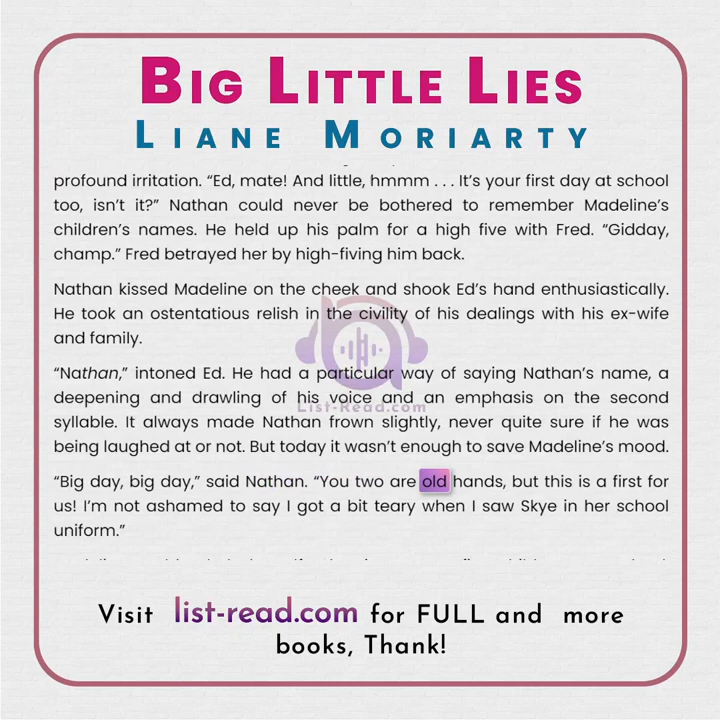 BIG LITTLE LIES
LIANE MORIARTY
profound irritation. “Ed, mate! And little, hmmm . . . It’s your first day at school
too, isn’t it?” Nathan could never be bothered to remember Madeline’s
children’s names. He held up his palm for a high five with Fred. “Gidday,
champ.” Fred betrayed her by high-fiving him back.
Nathan kissed Madeline on the cheek and shook Ed’s hand enthusiastically.
He took an ostentatious relish in the civility of his dealings with his ex-wife
and family.
“Nathan,” intoned Ed. He had a particular way of saying Nathan’s name, a
deepening and drawling of his voice and an emphasis on the second
List-Read.com
syllable. It always made Nathan frown slightly, never quite sure if he was
being laughed at or not. But today it wasn’t enough to save Madeline’s mood.
“Big day, big day,” said Nathan. “You two are old hands, but this is a first for
us! I’m not ashamed to say I got a bit teary when I saw Skye in her school
uniform.”
Visit list-read.com for FULL and more
books, Thank!